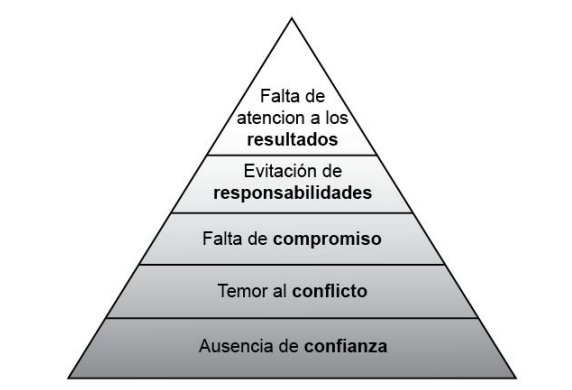 Falta de
atencion a los
resultados
Evitación de
responsabilidades
Falta de compromiso
Temor al conflicto
Ausencia de confianza